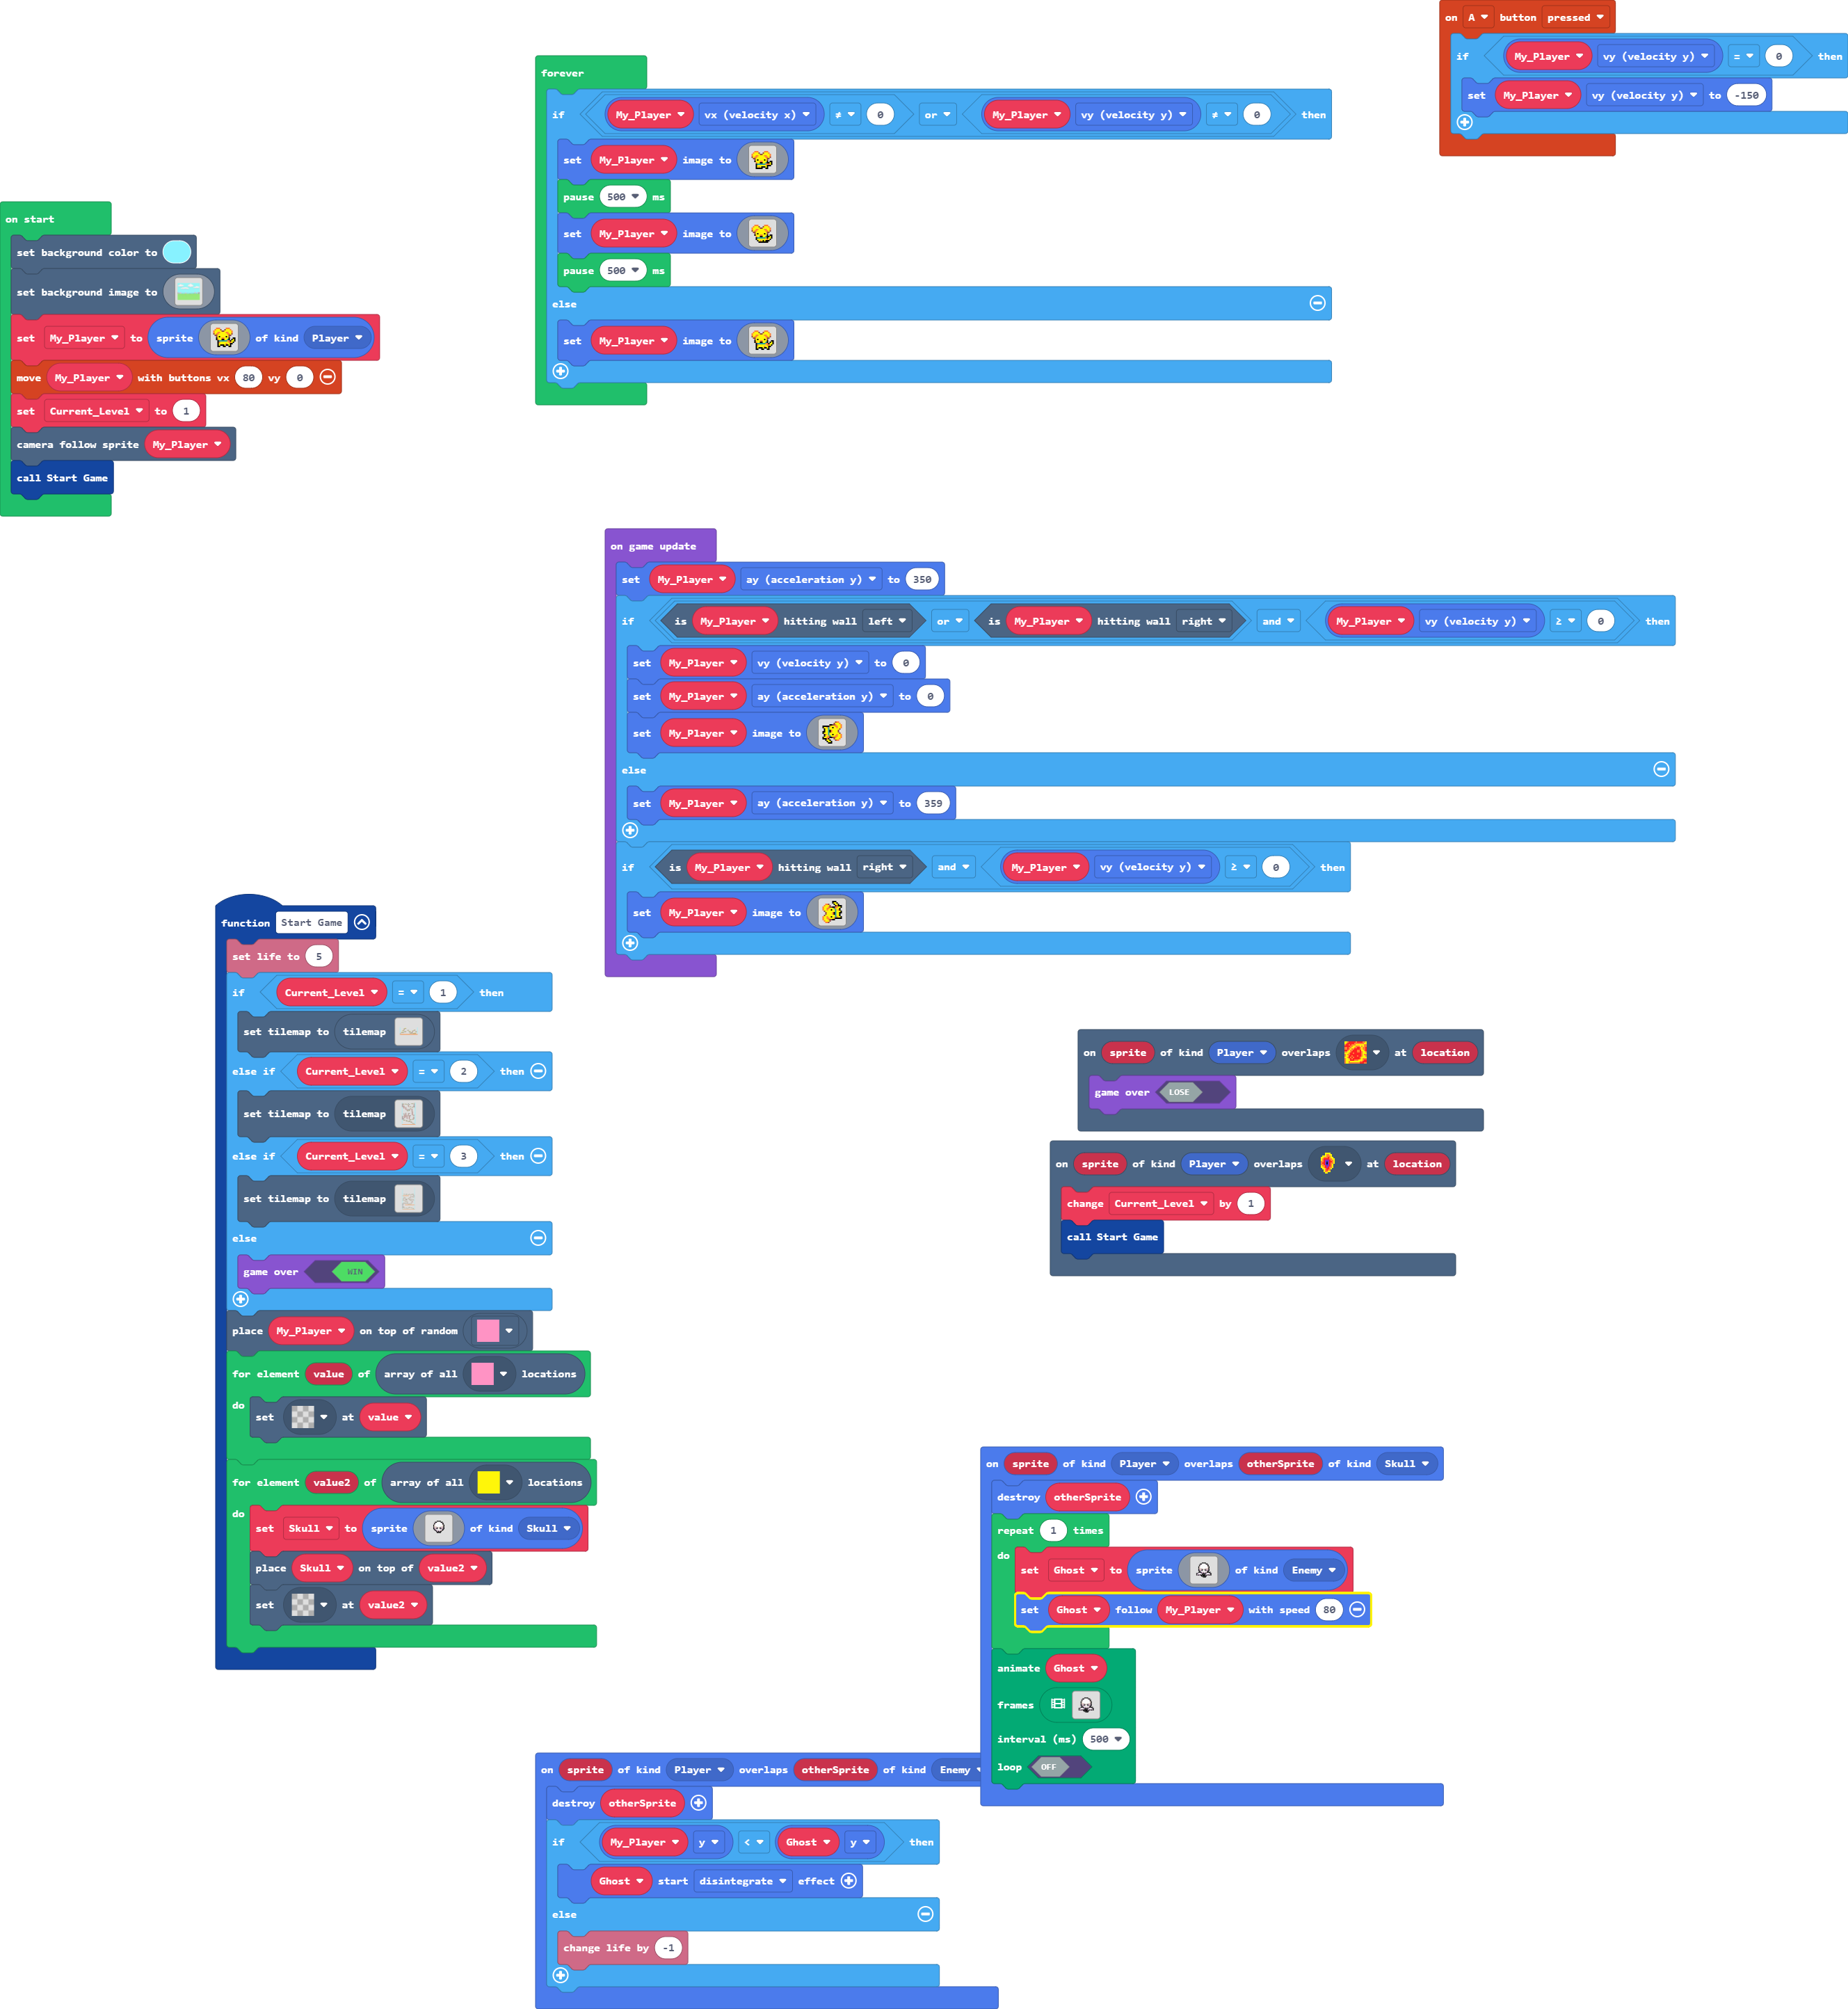 on A button pressed
if My_Player vy (velocity y) = 0 then
set My_Player vy (velocity y) to -150
forever
if My_Player vx (velocity x) ≠ 0 or My_Player vy (velocity y) ≠ 0 then
set My_Player image to
pause 500 ms
set My_Player image to
pause 500 ms
else
set My_Player image to
on start
set background color to
set background image to
set My_Player to sprite of kind Player
move My_Player with buttons vx 80 vy 0
set Current_Level to 1
camera follow sprite My_Player
call Start Game
on game update
set My_Player ay (acceleration y) to 350
if is My_Player hitting wall left or is My_Player hitting wall right and My_Player vy (velocity y) ≥ 0 then
set My_Player vy (velocity y) to 0
set My_Player ay (acceleration y) to 0
set My_Player image to
else
set My_Player ay (acceleration y) to 359
if is My_Player hitting wall right and My_Player vy (velocity y) ≥ 0 then
set My_Player image to
function Start Game
set life to 5
if Current_Level = 1 then
set tilemap to tilemap
else if Current_Level = 2 then
set tilemap to tilemap
else if Current_Level = 3 then
set tilemap to tilemap
else
game over WIN
place My_Player on top of random
for element value of array of all locations
do
set at value
for element value2 of array of all locations
do
set Skull to sprite of kind Skull
place Skull on top of value2
set at value2
on sprite of kind Player overlaps at location
game over LOSE
on sprite of kind Player overlaps at location
change Current_Level by 1
call Start Game
on sprite of kind Player overlaps otherSprite of kind Skull
destroy otherSprite
repeat 1 times
do
set Ghost to sprite of kind Enemy
set Ghost follow My_Player with speed 80
animate Ghost
frames
interval (ms) 500
loop OFF
on sprite of kind Player overlaps otherSprite of kind Enemy
destroy otherSprite
if My_Player y < Ghost y then
Ghost start disintegrate effect
else
change life by -1